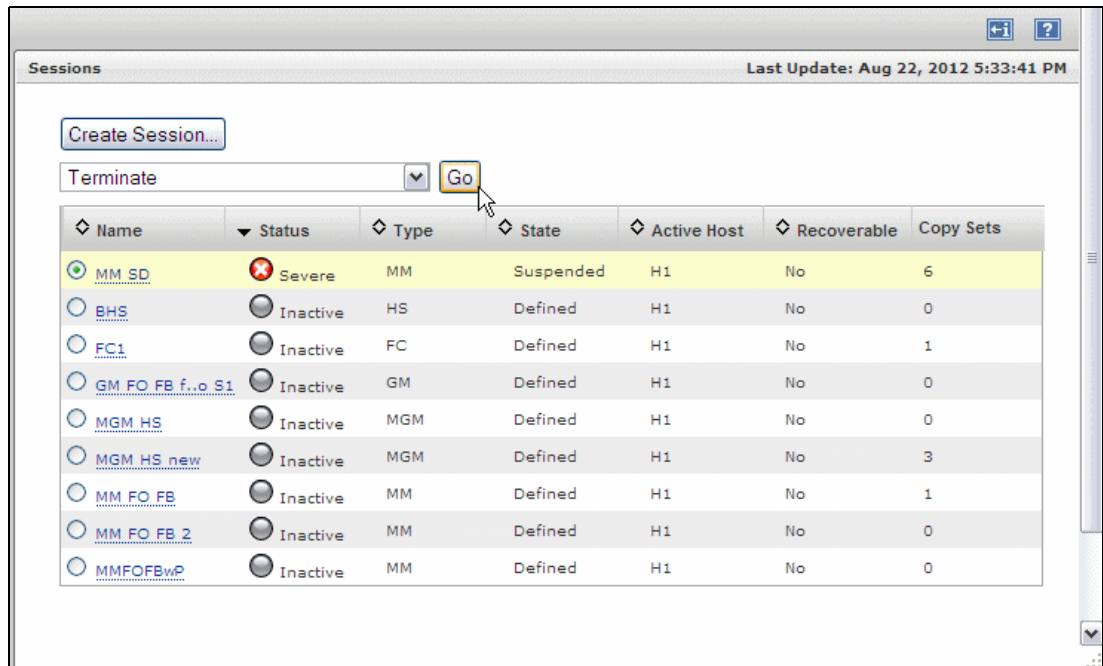 Sessions Last Update: Aug 22, 2012 5:33:41 PM
Create Session...
Terminate Go
Name Status Type State Active Host Recoverable Copy Sets
MM SD Severe MM Suspended H1 No 6
BHS Inactive HS Defined H1 No 0
FC1 Inactive FC Defined H1 No 1
GM FO FB f..o S1 Inactive GM Defined H1 No 0
MGM HS Inactive MGM Defined H1 No 0
MGM HS new Inactive MGM Defined H1 No 3
MM FO FB Inactive MM Defined H1 No 1
MM FO FB 2 Inactive MM Defined H1 No 0
MMFOFBwP Inactive MM Defined H1 No 0